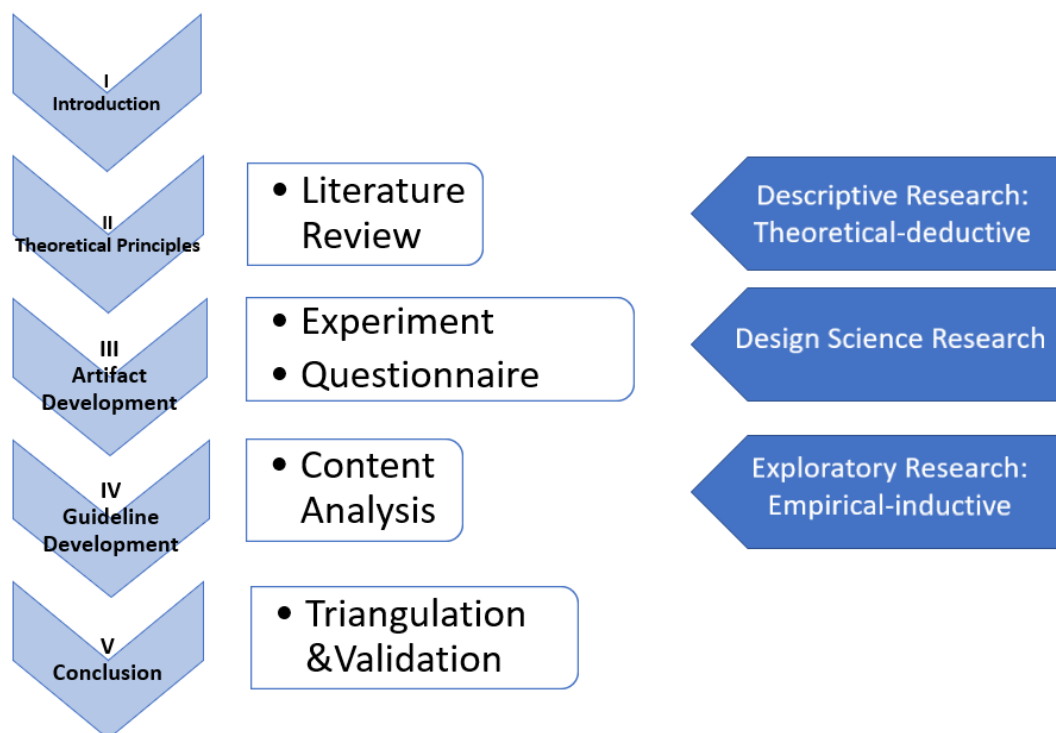 I
Introduction
II
Theoretical Principles
• Literature
Review
Descriptive Research:
Theoretical-deductive
III
Artifact
Development
• Experiment
• Questionnaire
Design Science Research
IV
Guideline
Development
• Content
Analysis
Exploratory Research:
Empirical-inductive
V
Conclusion
• Triangulation
&Validation